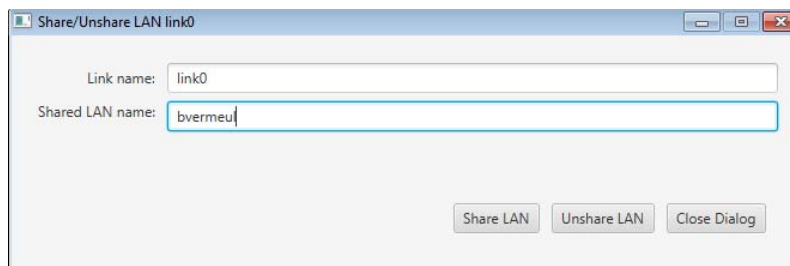 Share/Unshare LAN link0
Link name: link0
Shared LAN name: bvermeul
Share LAN Unshare LAN Close Dialog